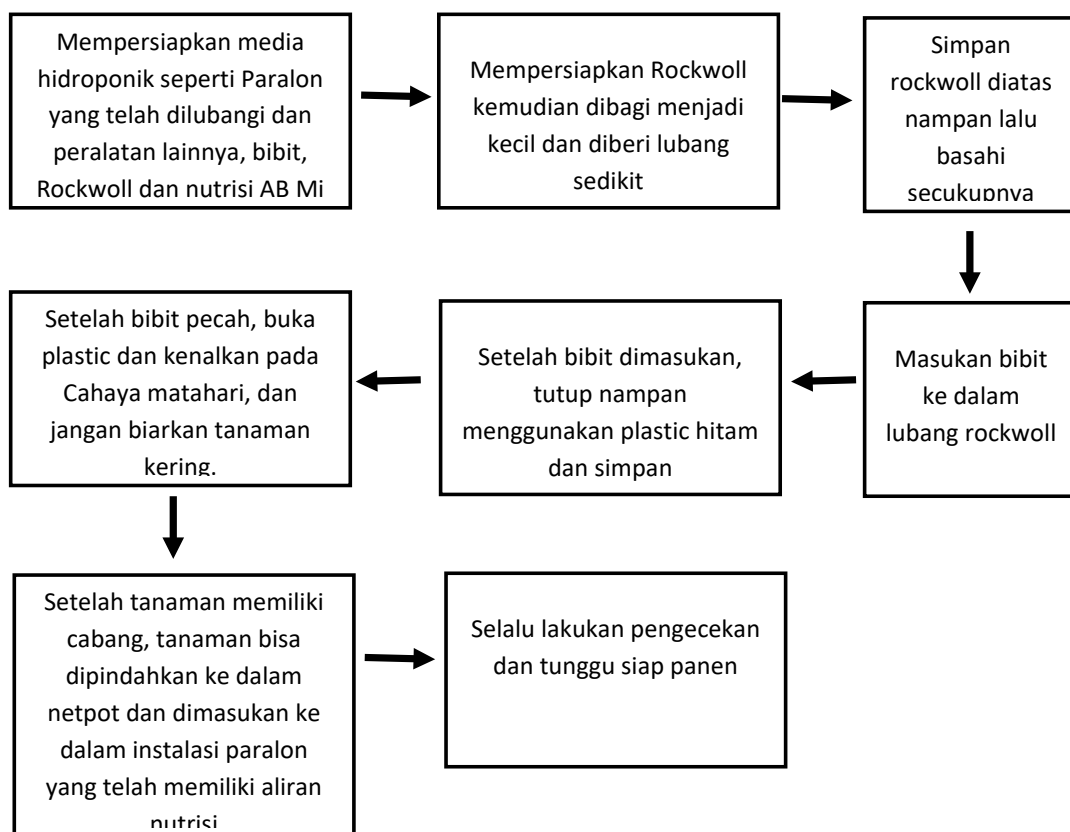 Mempersiapkan media
hidroponik seperti Paralon
yang telah dilubangi dan
peralatan lainnya, bibit,
Rockwoll dan nutrisi AB Mi
Mempersiapkan Rockwoll
kemudian dibagi menjadi
kecil dan diberi lubang
sedikit
Simpan
rockwoll diatas
nampan lalu
basahi
secukupnya
Masukan bibit
ke dalam
lubang rockwoll
Setelah bibit dimasukan,
tutup nampan
menggunakan plastic hitam
dan simpan
Setelah bibit pecah, buka
plastic dan kenalkan pada
Cahaya matahari, dan
jangan biarkan tanaman
kering.
Setelah tanaman memiliki
cabang, tanaman bisa
dipindahkan ke dalam
netpot dan dimasukan ke
dalam instalasi paralon
yang telah memiliki aliran
nutrisi
Selalu lakukan pengecekan
dan tunggu siap panen